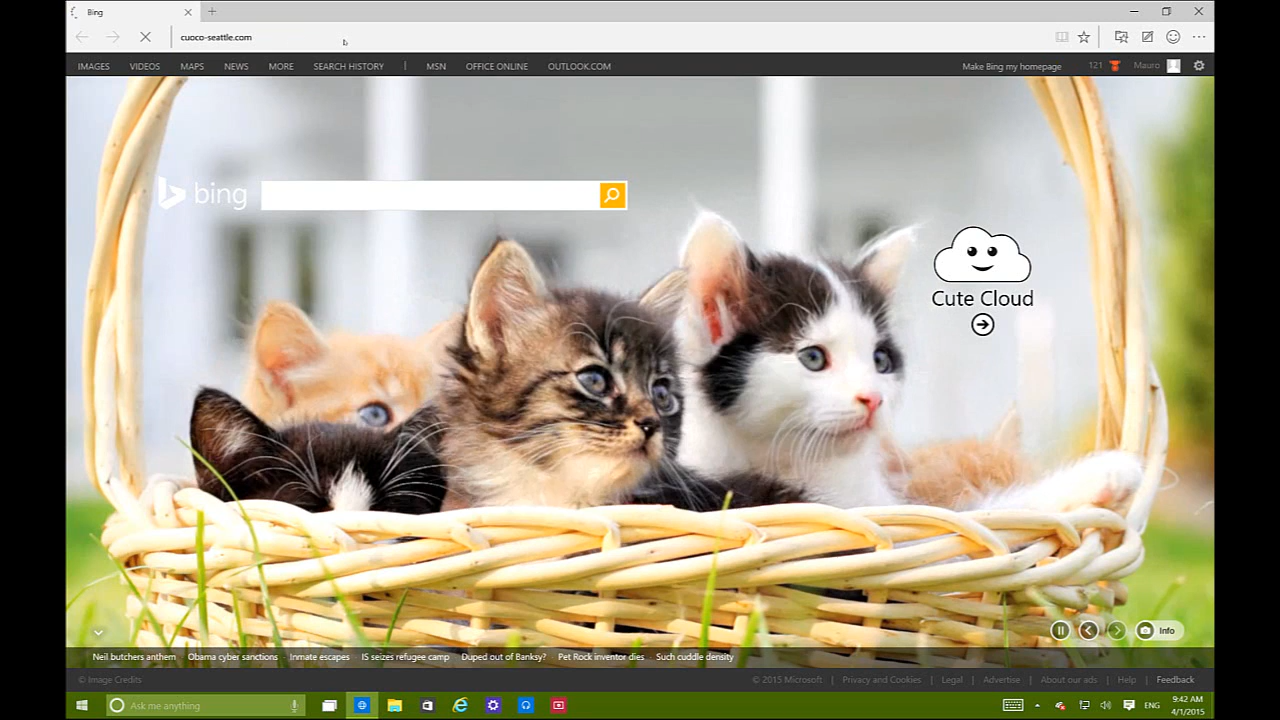 Bing
cuoco-seattle.com
IMAGES VIDEOS MAPS NEWS MORE SEARCH HISTORY | MSN OFFICE ONLINE OUTLOOK.COM Make Bing my homepage 121 Mauro
bing
Cute Cloud
Info
Neil butchers anthem Obama cyber sanctions Inmate escapes IS seizes refugee camp Duped out of Banksy? Pet Rock inventor dies Such cuddle density
© Image Credits © 2015 Microsoft | Privacy and Cookies | Legal | Advertise | About our ads | Help | Feedback
Ask me anything ENG 9:42 AM
4/1/2015